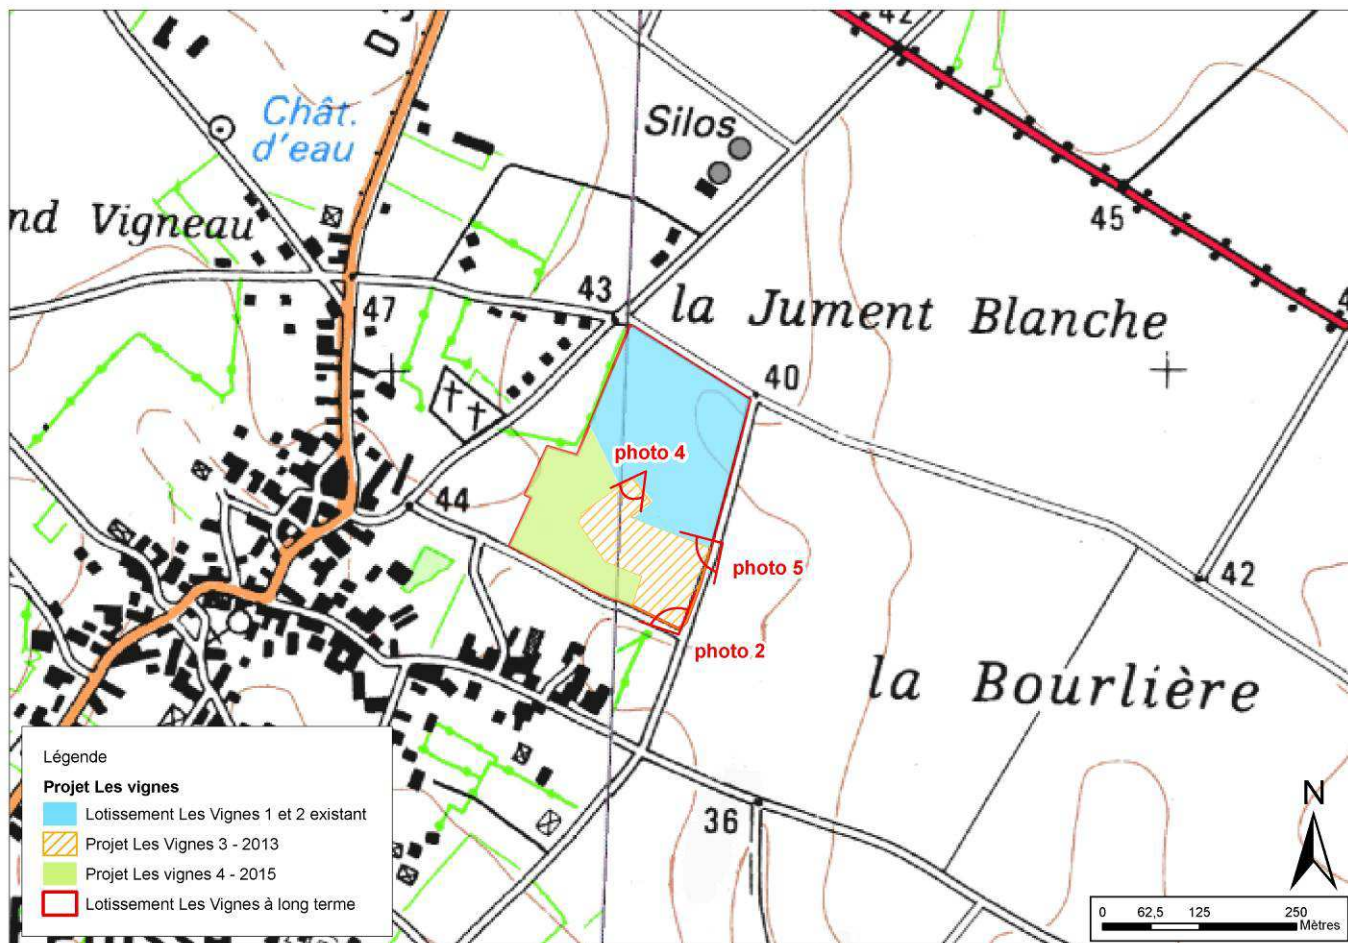 42
Silos
Chât.
d'eau
45
nd Vigneau
47
43
la Jument Blanche
40
photo 4
44
photo 5
42
photo 2
la Bourlière
36
Légende
Projet Les vignes
Lotissement Les Vignes 1 et 2 existant
Projet Les Vignes 3 - 2013
Projet Les vignes 4 - 2015
Lotissement Les Vignes à long terme
N
0 62,5 125 250
Mètres